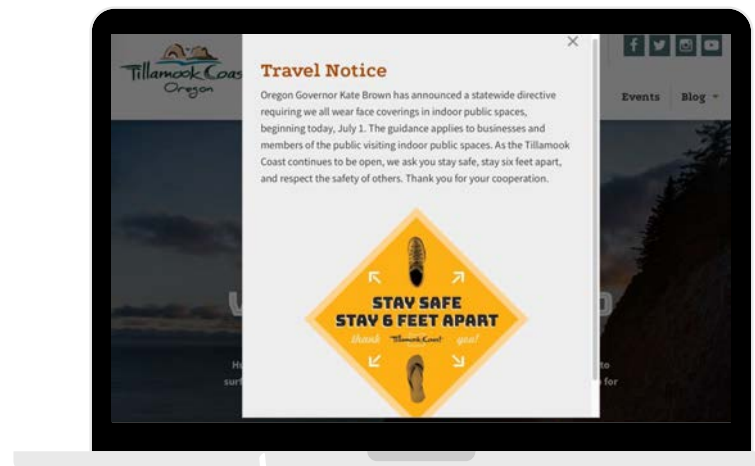 Tillamook Coas
Oregon
Events Blog
Travel Notice
Oregon Governor Kate Brown has announced a statewide directive
requiring we all wear face coverings in indoor public spaces,
beginning today, July 1. The guidance applies to businesses and
members of the public visiting indoor public spaces. As the Tillamook
Coast continues to be open, we ask you stay safe, stay six feet apart,
and respect the safety of others. Thank you for your cooperation.
STAY SAFE
STAY 6 FEET APART
thank Tillamook Coast you!
to
surf
for